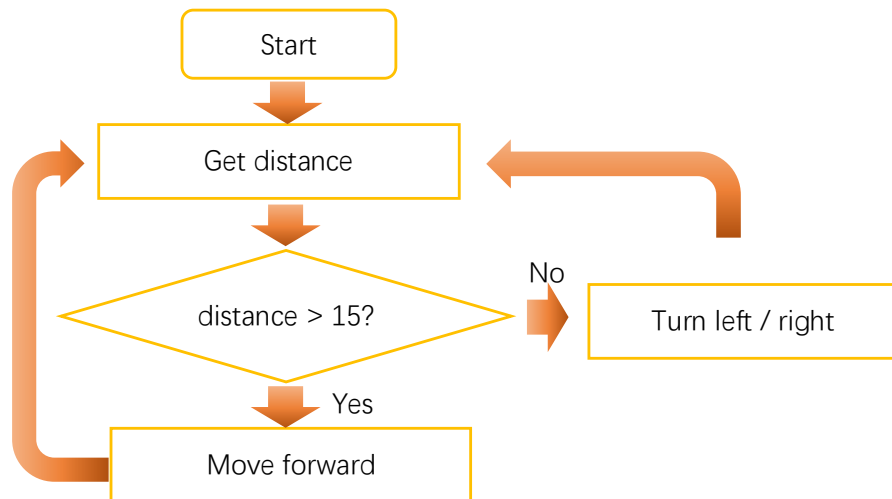 Start
Get distance
distance > 15?
No
Turn left / right
Yes
Move forward